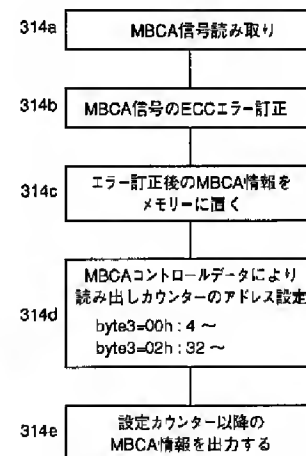 314a
MBCA信号読み取り
314b
MBCA信号のECCエラー訂正
314c
エラー訂正後のMBCA情報を
メモリーに置く
314d
MBCAコントロールデータにより
読み出しカウンターのアドレス設定
byte3=00h : 4 ~
byte3=02h : 32 ~
314e
設定カウンター以降の
MBCA情報を出力する